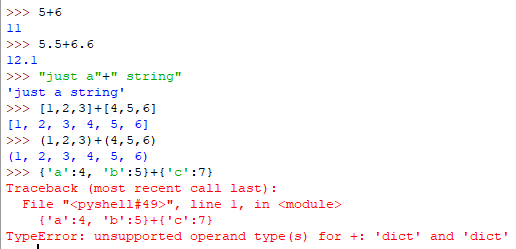 >>> 5+6
11
>>> 5.5+6.6
12.1
>>> "just a"+" string"
'just a string'
>>> [1,2,3]+[4,5,6]
[1, 2, 3, 4, 5, 6]
>>> (1,2,3)+(4,5,6)
(1, 2, 3, 4, 5, 6)
>>> {'a':4, 'b':5}+{'c':7}
Traceback (most recent call last):
  File "<pyshell#49>", line 1, in <module>
    {'a':4, 'b':5}+{'c':7}
TypeError: unsupported operand type(s) for +: 'dict' and 'dict'